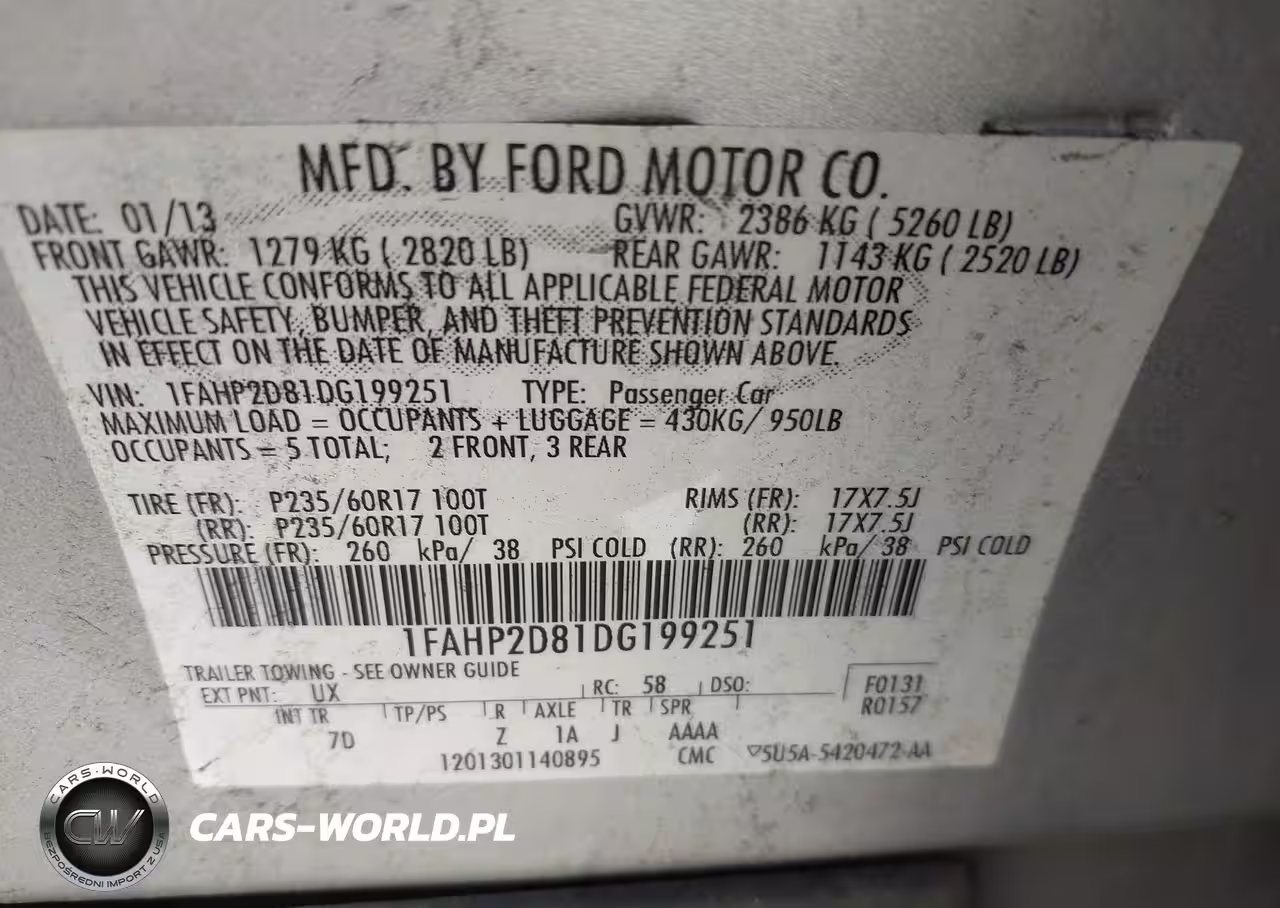 MFD. BY FORD MOTOR CO.
DATE: 01/13 GVWR: 2386 KG ( 5260 LB)
FRONT GAWR: 1279 KG ( 2820 LB) REAR GAWR: 1143 KG ( 2520 LB)
THIS VEHICLE CONFORMS TO ALL APPLICABLE FEDERAL MOTOR
VEHICLE SAFETY, BUMPER, AND THEFT PREVENTION STANDARDS
IN EFFECT ON THE DATE OF MANUFACTURE SHOWN ABOVE.
VIN: 1FAHP2D81DG199251 TYPE: Passenger Car
MAXIMUM LOAD = OCCUPANTS + LUGGAGE = 430KG/ 950LB
OCCUPANTS = 5 TOTAL; 2 FRONT, 3 REAR
TIRE (FR): P235/60R17 100T RIMS (FR): 17X7.5J
(RR): P235/60R17 100T (RR): 17X7.5J
PRESSURE (FR): 260 kPa/ 38 PSI COLD (RR): 260 kPa/ 38 PSI COLD
1FAHP2D81DG199251
TRAILER TOWING - SEE OWNER GUIDE
EXT PNT: UX RC: 58 DSO: F0131
INT TR TP/PS R AXLE TR SPR R0157
7D Z 1A J AAAA
1201301140895 CMC 5U5A-5420472-AA
CARS-WORLD
CW
BEZPOŚREDNI IMPORT Z USA
CARS-WORLD.PL